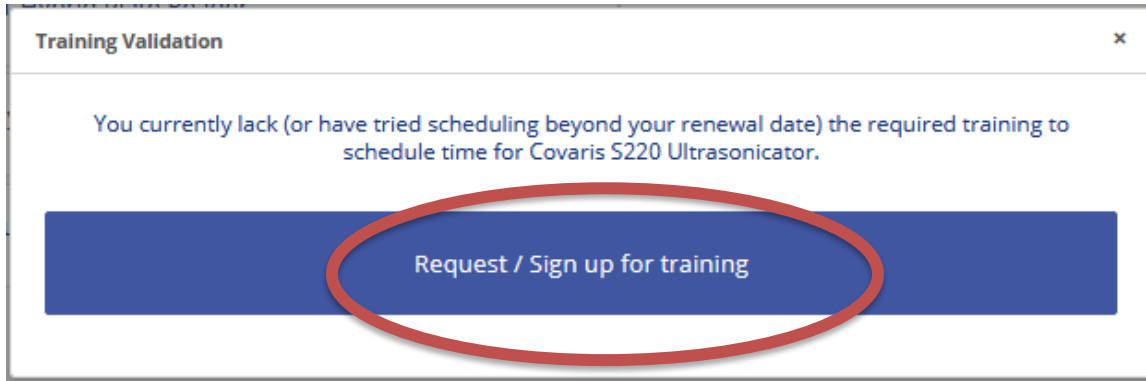 Training Validation
×
You currently lack (or have tried scheduling beyond your renewal date) the required training to
schedule time for Covaris S220 Ultrasonicator.
Request / Sign up for training